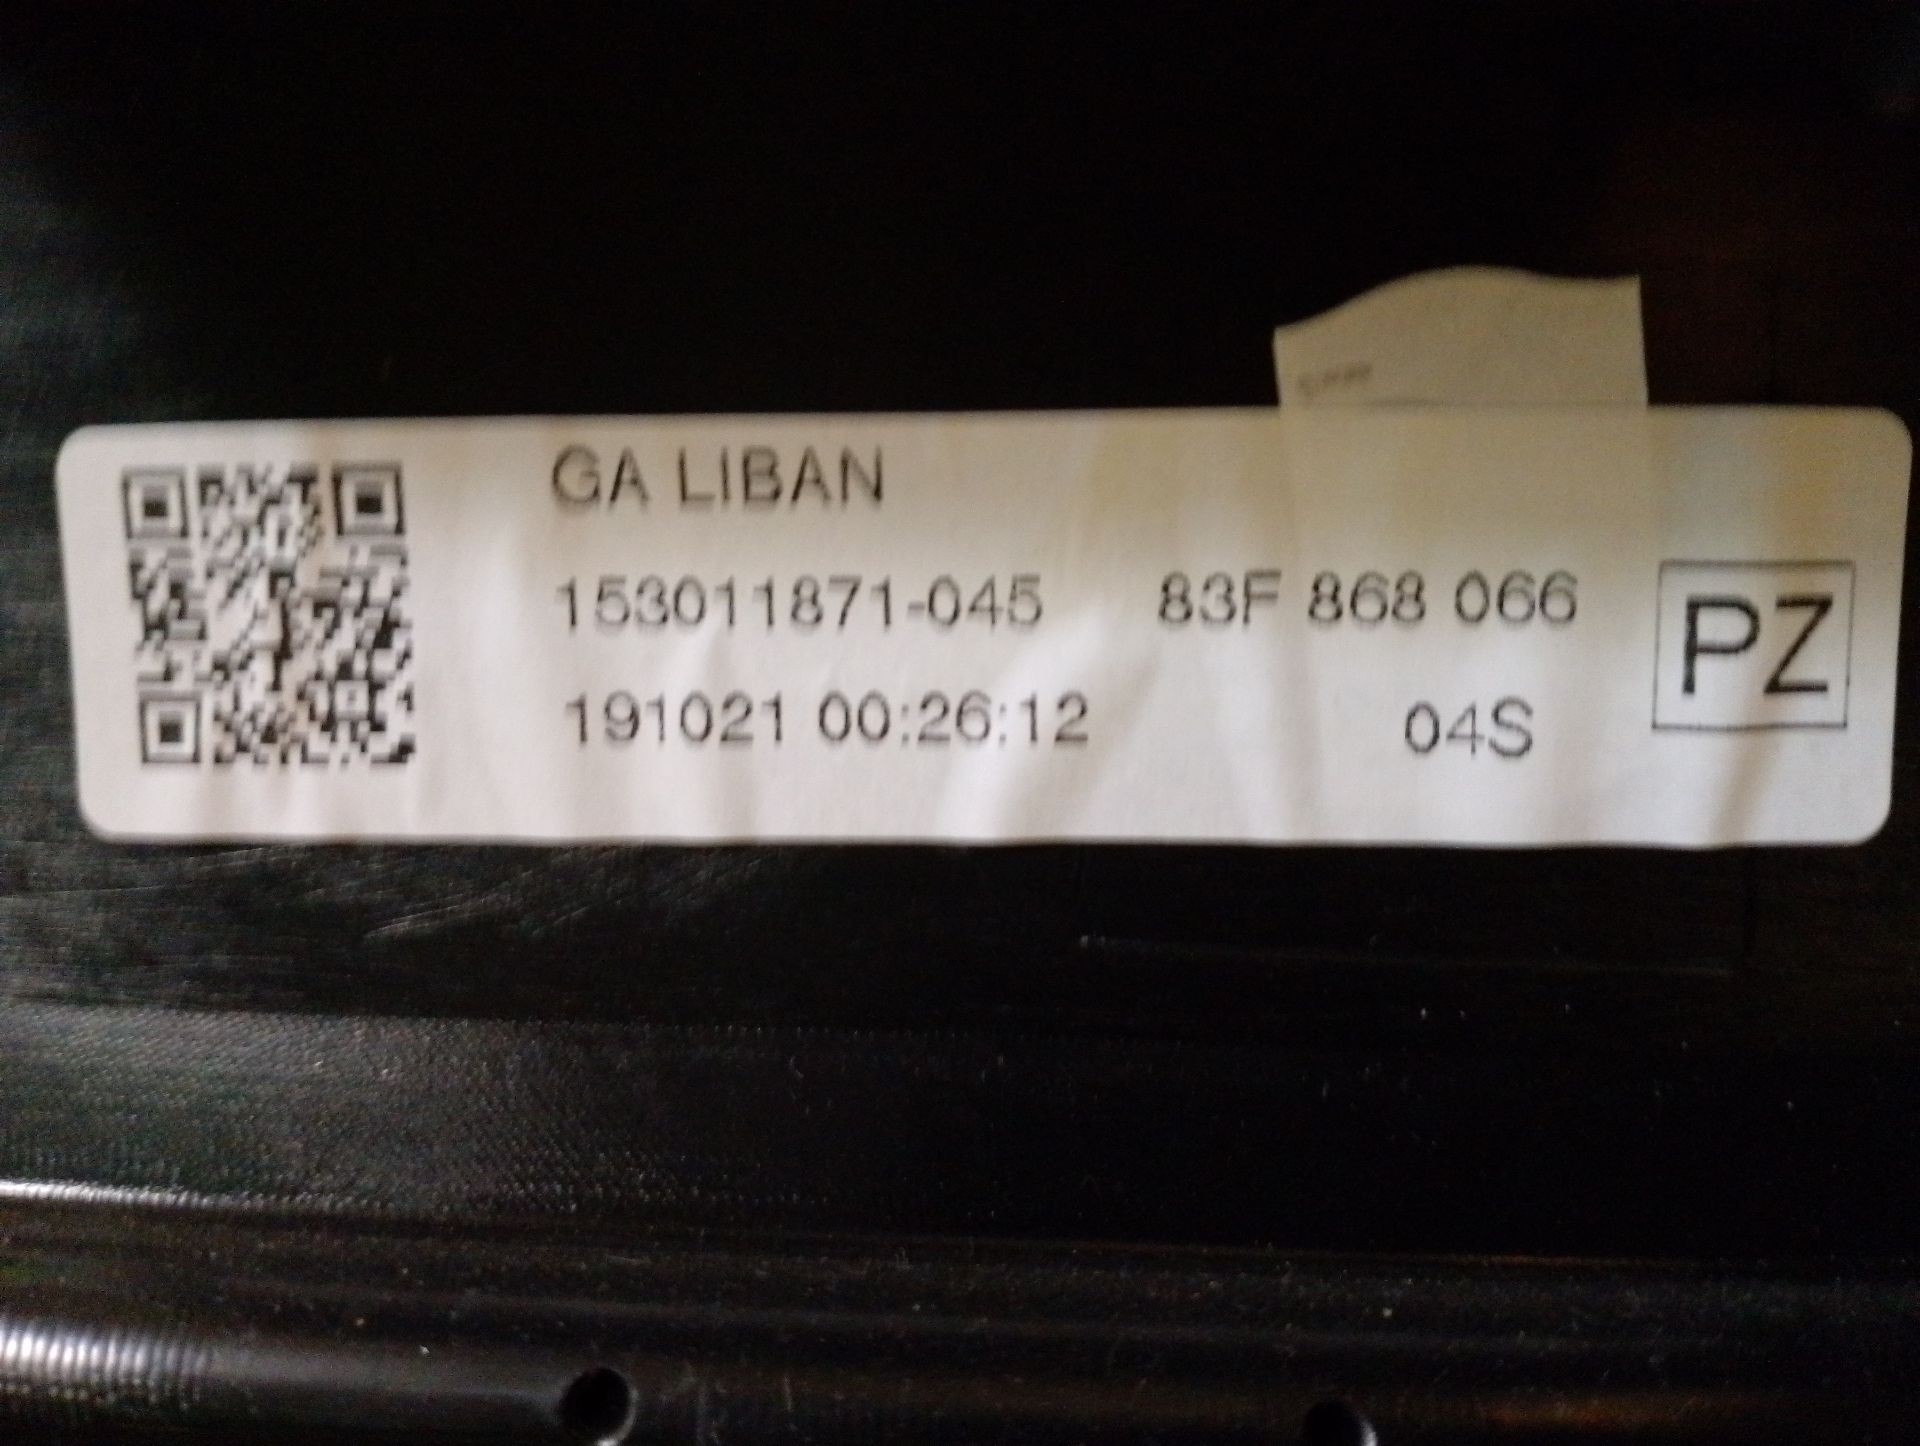 GA LIBAN
153011871-045 83F 868 066
PZ
191021 00:26:12 04S